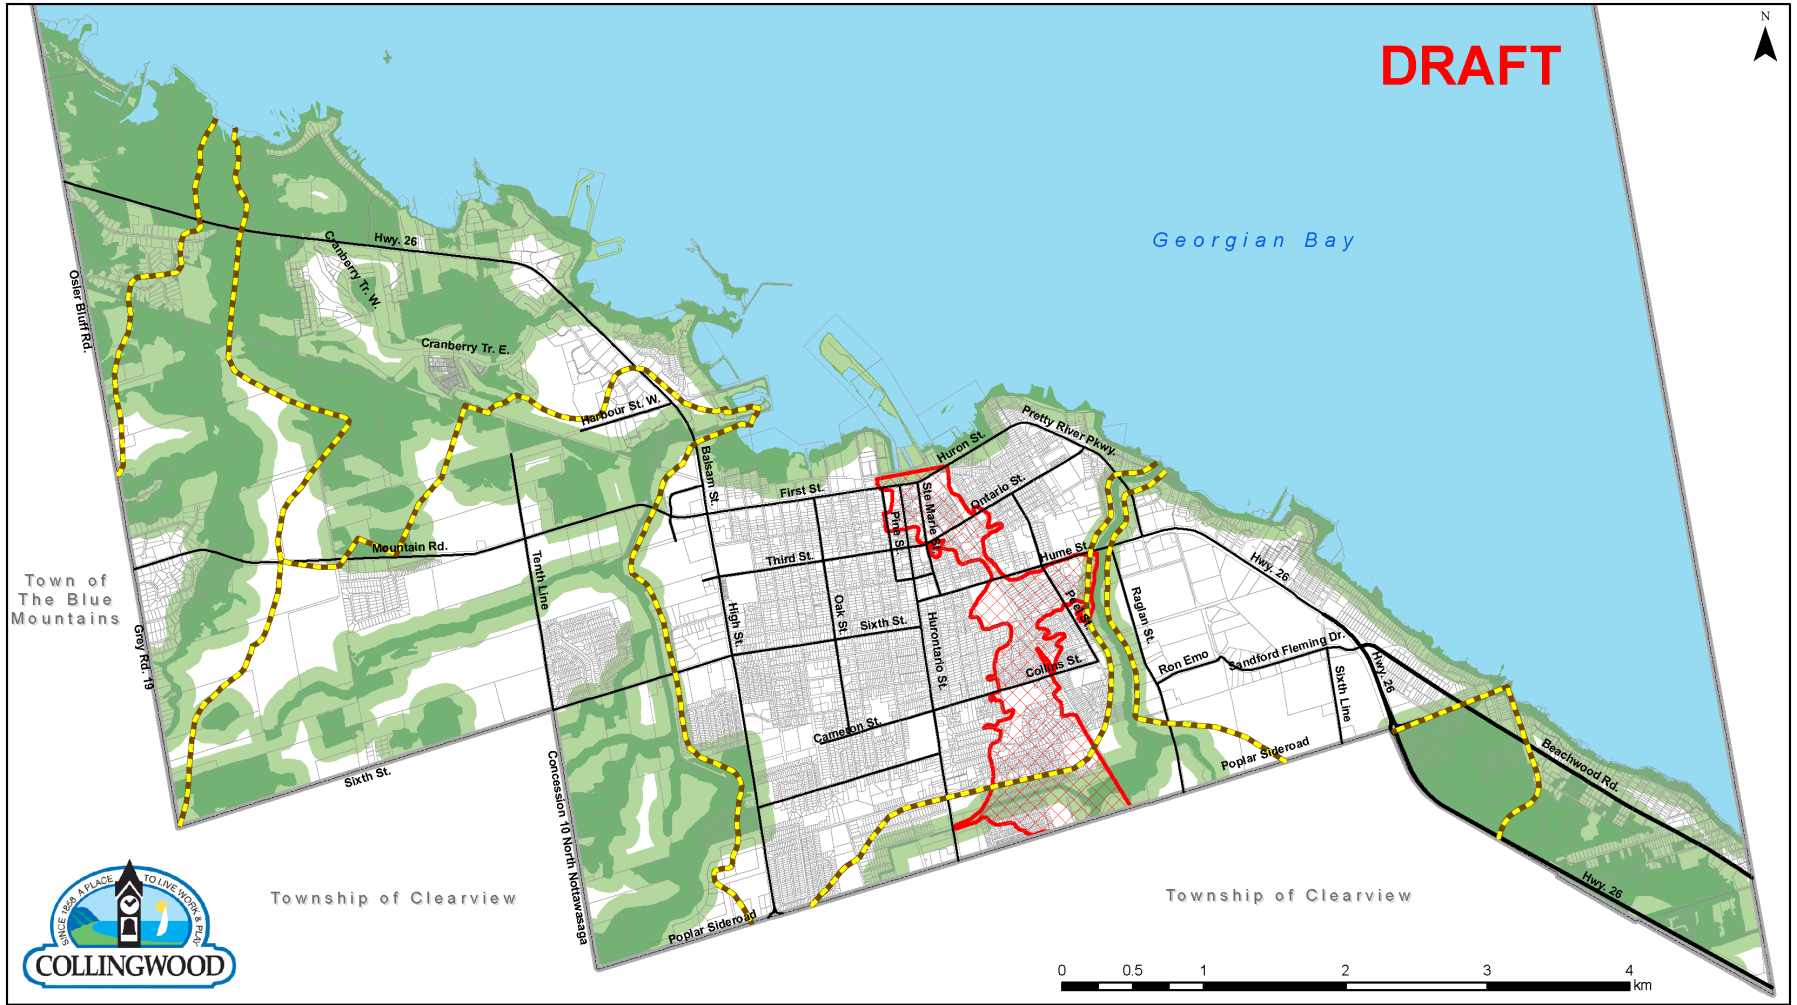 N
DRAFT
Georgian Bay
Hwy. 26
Cranberry Tr. W.
Osler Bluff Rd.
Cranberry Tr. E.
Harbour St. W.
Pretty River Pkwy.
Huron St.
Balsam St.
First St.
Ste Marie St.
Ontario St.
Pine St.
Mountain Rd.
Third St.
Hume St.
Hwy. 26
Town of
The Blue
Mountains
Tenth Line
High St.
Oak St.
Sixth St.
Hurontario St.
Peel St.
Raglan St.
Grey Rd. 19
Collins St.
Ron Emo
Sandford Fleming Dr.
Hwy. 26
Sixth Line
Cameron St.
Poplar Sideroad
Beachwood Rd.
Sixth St.
Concession 10 North Nottawasaga
Hwy. 26
Township of Clearview
Township of Clearview
Poplar Sideroad
SINCE 1858 A PLACE TO LIVE WORK & PLAY
COLLINGWOOD
0 0.5 1 2 3 4
km